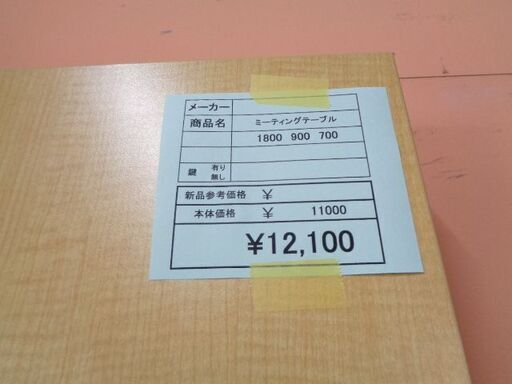 メーカー
商品名 ミーティングテーブル
1800 900 700
鍵 有り
無し
新品参考価格 ¥
本体価格 ¥ 11000
¥12,100